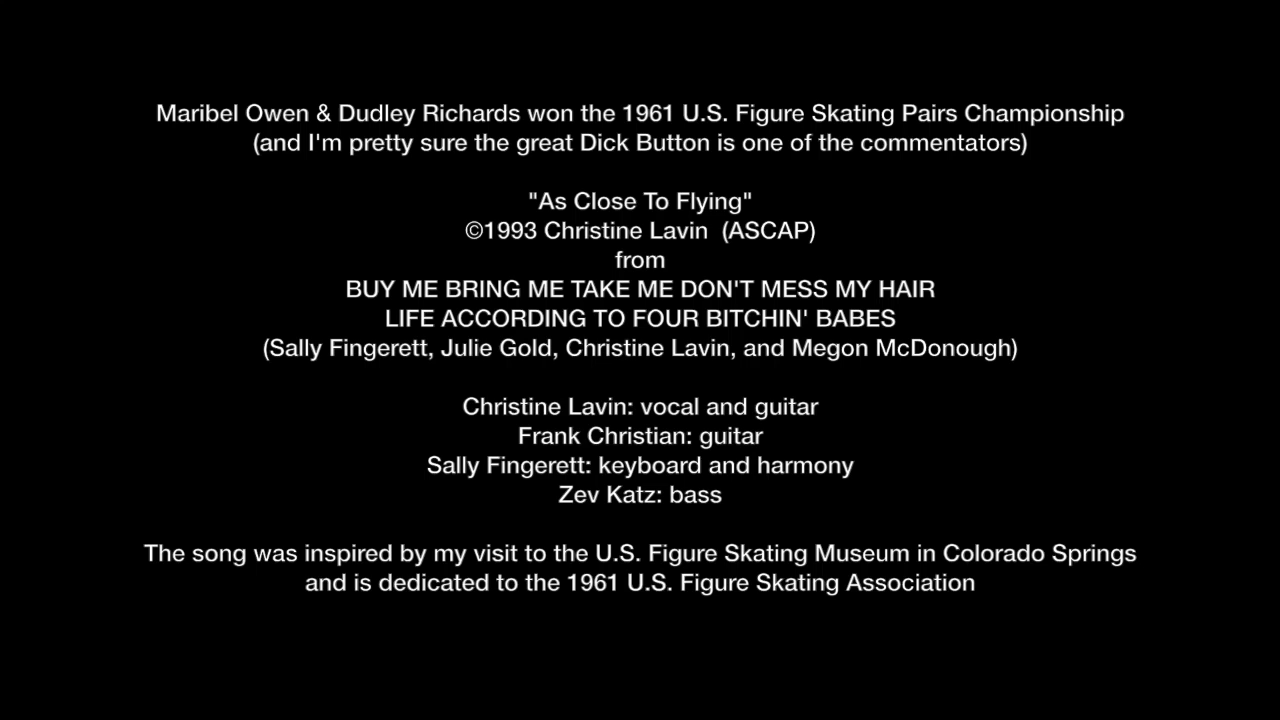 Maribel Owen & Dudley Richards won the 1961 U.S. Figure Skating Pairs Championship
(and I'm pretty sure the great Dick Button is one of the commentators)
"As Close To Flying"
©1993 Christine Lavin (ASCAP)
from
BUY ME BRING ME TAKE ME DON'T MESS MY HAIR
LIFE ACCORDING TO FOUR BITCHIN' BABES
(Sally Fingerett, Julie Gold, Christine Lavin, and Megon McDonough)
Christine Lavin: vocal and guitar
Frank Christian: guitar
Sally Fingerett: keyboard and harmony
Zev Katz: bass
The song was inspired by my visit to the U.S. Figure Skating Museum in Colorado Springs
and is dedicated to the 1961 U.S. Figure Skating Association